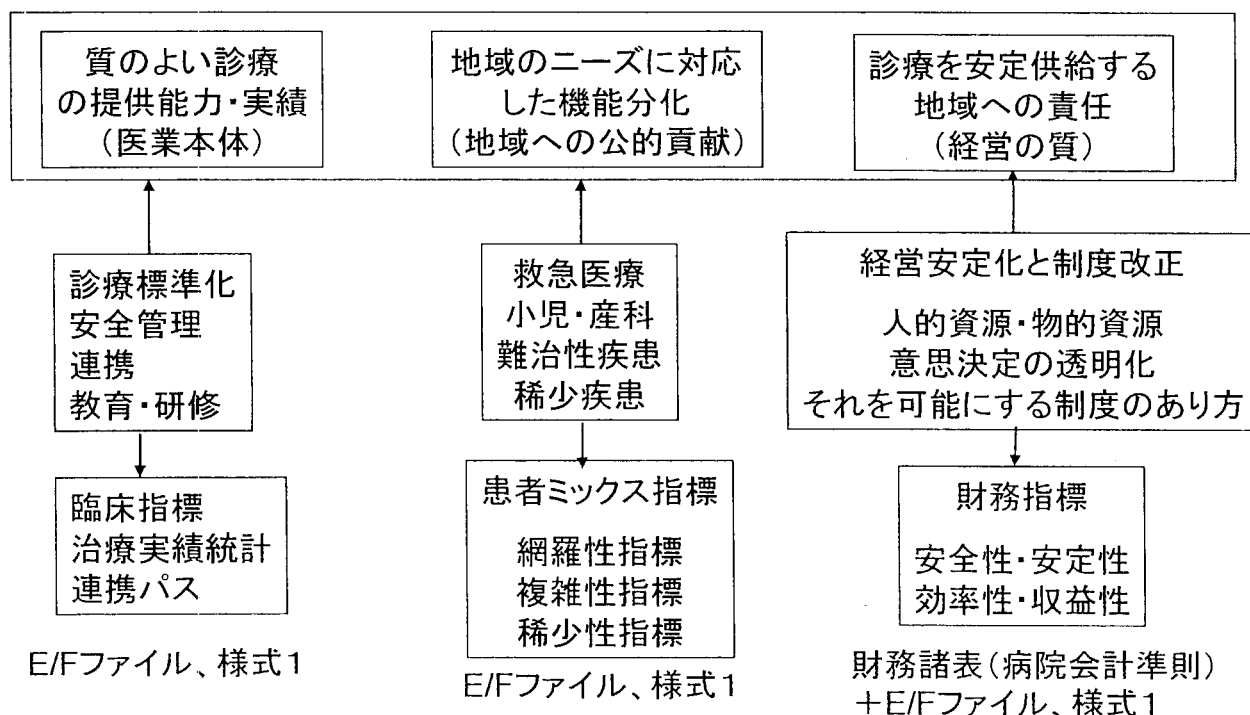 質のよい診療
の提供能力・実績
(医業本体)
地域のニーズに対応
した機能分化
(地域への公的貢献)
診療を安定供給する
地域への責任
(経営の質)
診療標準化
安全管理
連携
教育・研修
救急医療
小児・産科
難治性疾患
稀少疾患
経営安定化と制度改正
人的資源・物的資源
意思決定の透明化
それを可能にする制度のあり方
臨床指標
治療実績統計
連携パス
患者ミックス指標
網羅性指標
複雑性指標
稀少性指標
財務指標
安全性・安定性
効率性・収益性
E/Fファイル、様式1
E/Fファイル、様式1
財務諸表(病院会計準則)
+E/Fファイル、様式1